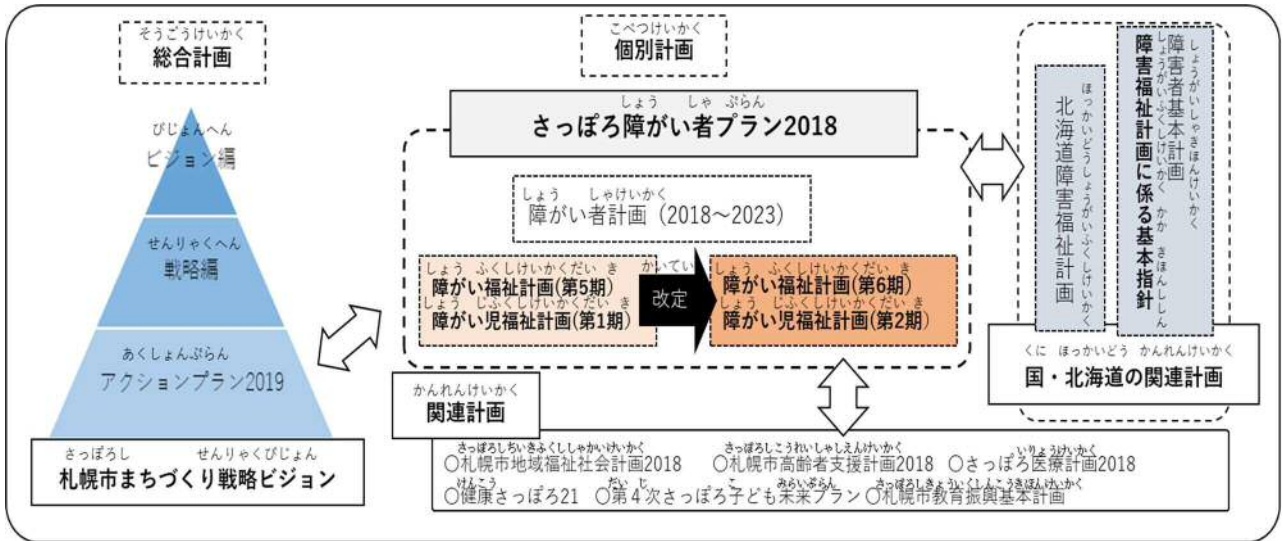 そうごうけいかく
総合計画
びじょんへん
ビジョン編
せんりゃくへん
戦略編
あくしょんぷらん
アクションプラン2019
さっぽろし せんりゃくびじょん
札幌市まちづくり戦略ビジョン
こべつけいかく
個別計画
しょう しゃ ぷらん
さっぽろ障がい者プラン2018
しょう しゃけいかく
障がい者計画（2018～2023）
しょう ふくしけいかくだい き
障がい福祉計画(第5期)
しょう じふくしけいかくだい き
障がい児福祉計画(第1期)
かいてい
改定
しょう ふくしけいかくだい き
障がい福祉計画(第6期)
しょう じふくしけいかくだい き
障がい児福祉計画(第2期)
かんれんけいかく
関連計画
さっぽろしちいきふくししゃかいけいかく さっぽろしこうれいしゃしえんけいかく いりょうけいかく
○札幌市地域福祉社会計画2018 ○札幌市高齢者支援計画2018 ○さっぽろ医療計画2018
けんこう だい じ こ みらいぷらん さっぽろしきょういくしんこうきほんけいかく
○健康さっぽろ21 ○第４次さっぽろ子ども未来プラン ○札幌市教育振興基本計画
しょうがいしゃきほんけいかく
障害者基本計画
しょうがいふくしけいかく かか きほんししん
障害福祉計画に係る基本指針
ほっかいどうしょうがいふくしけいかく
北海道障害福祉計画
くに ほっかいどう かんれんけいかく
国・北海道の関連計画